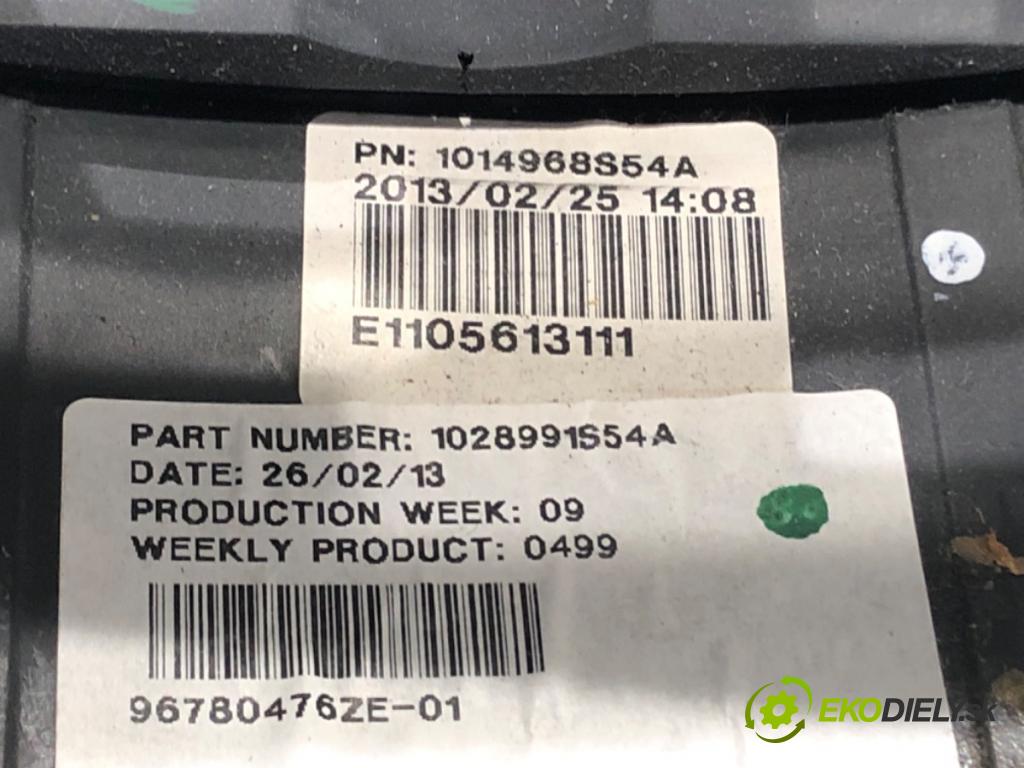 PN: 1014968S54A
2013/02/25 14:08
E1105613111
PART NUMBER: 1028991S54A
DATE: 26/02/13
PRODUCTION WEEK: 09
WEEKLY PRODUCT: 0499
96780476ZE-01
EKODIELY.sk